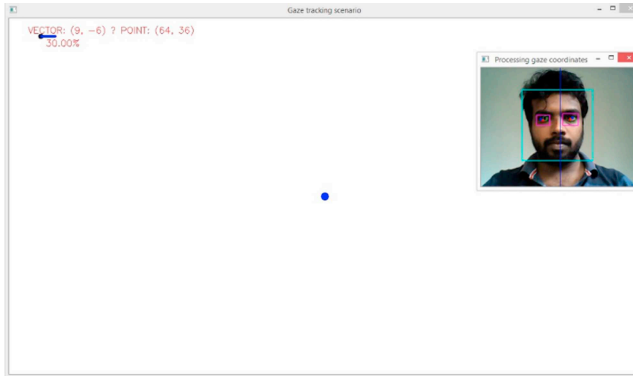 Gaze tracking scenario
VECTOR: (9, −6) ? POINT: (64, 36)
30.00%
Processing gaze coordinates